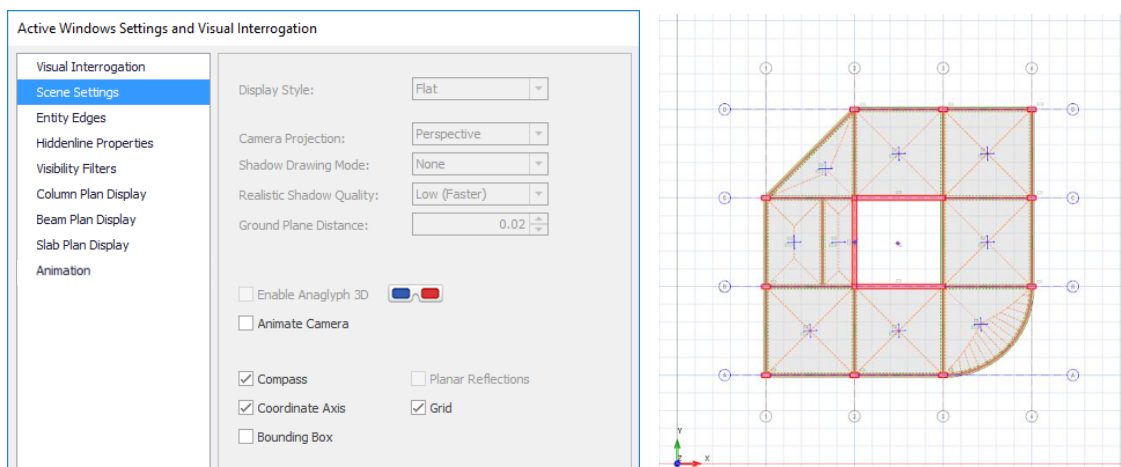 Active Windows Settings and Visual Interrogation
Visual Interrogation
Scene Settings
Entity Edges
Hiddenline Properties
Visibility Filters
Column Plan Display
Beam Plan Display
Slab Plan Display
Animation
Display Style: Flat
Camera Projection: Perspective
Shadow Drawing Mode: None
Realistic Shadow Quality: Low (Faster)
Ground Plane Distance: 0.02
Enable Anaglyph 3D
Animate Camera
Compass Planar Reflections
Coordinate Axis Grid
Bounding Box
1 2 3 4
D D
C C
B B
A A
1 2 3 4
Y
Z X